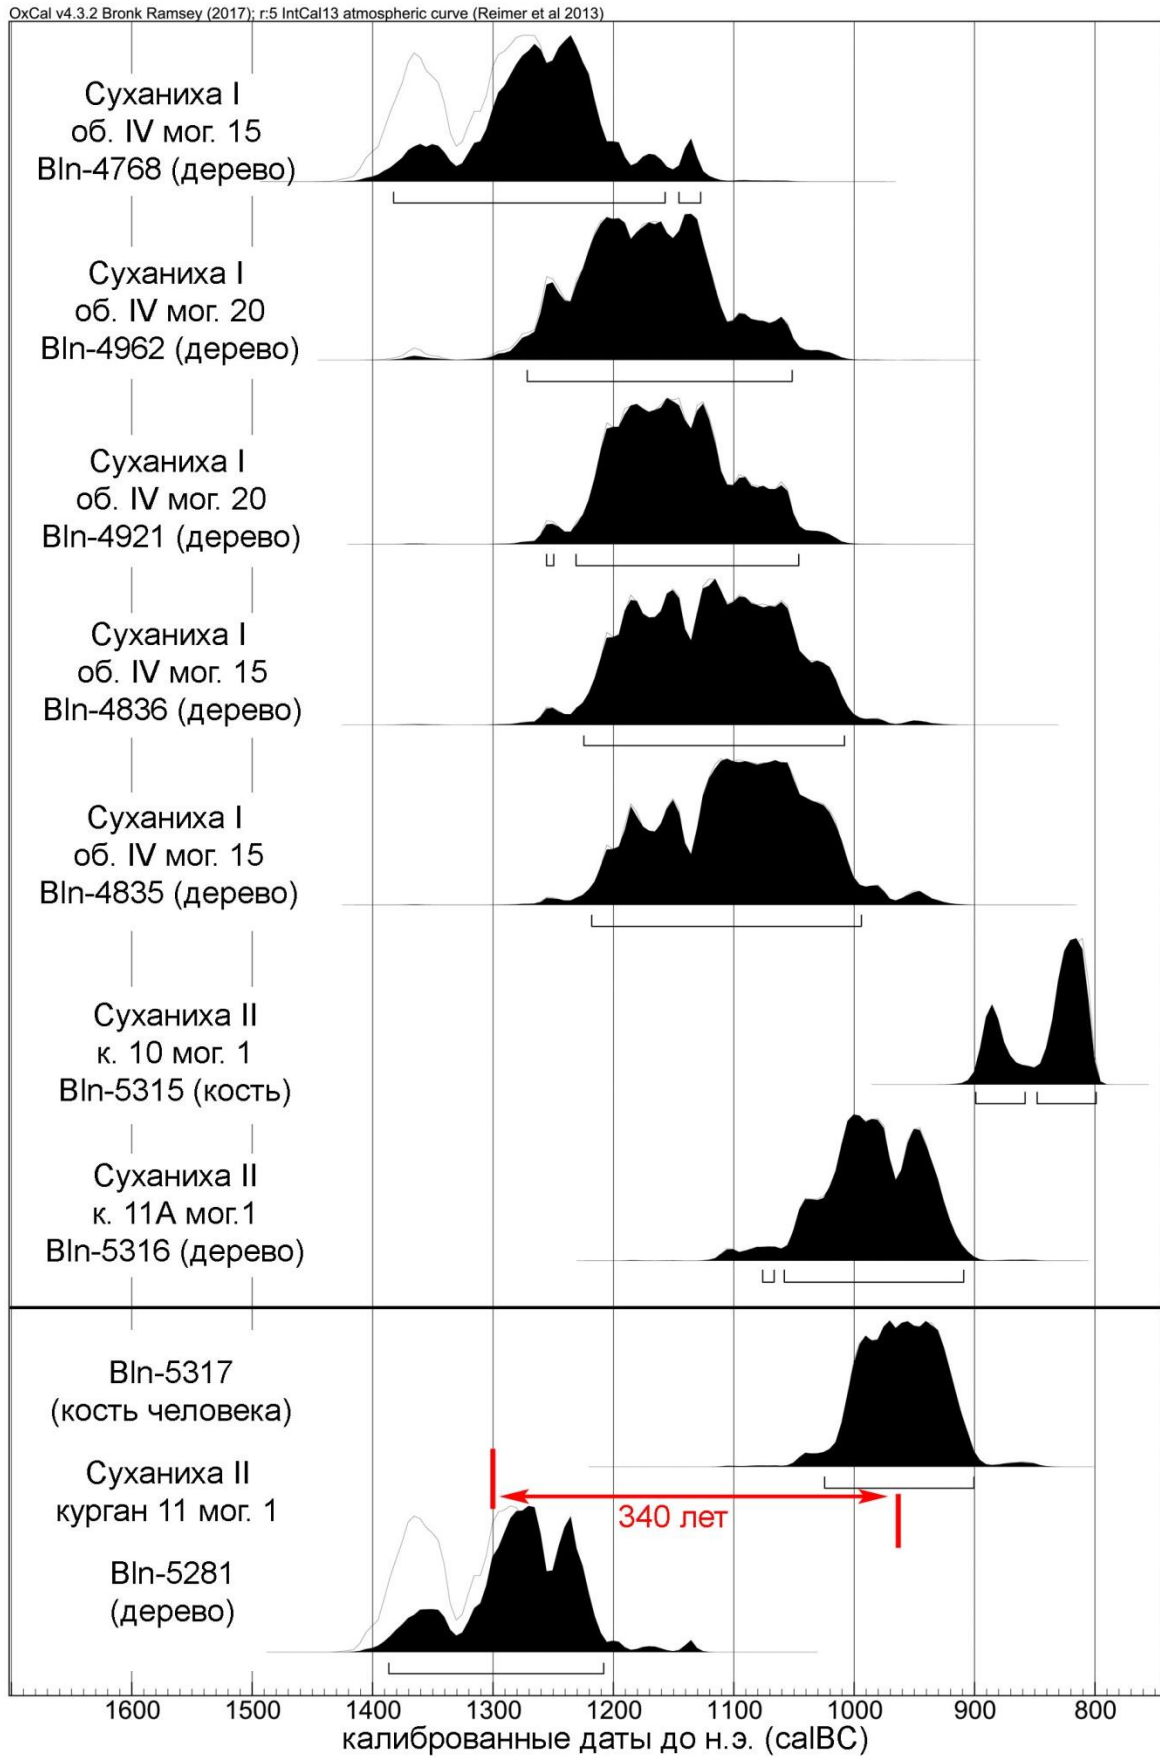 OxCal v4.3.2 Bronk Ramsey (2017); r:5 IntCal13 atmospheric curve (Reimer et al 2013)
Суханиха I
об. IV мог. 15
Bln-4768 (дерево)
Суханиха I
об. IV мог. 20
Bln-4962 (дерево)
Суханиха I
об. IV мог. 20
Bln-4921 (дерево)
Суханиха I
об. IV мог. 15
Bln-4836 (дерево)
Суханиха I
об. IV мог. 15
Bln-4835 (дерево)
Суханиха II
к. 10 мог. 1
Bln-5315 (кость)
Суханиха II
к. 11А мог.1
Bln-5316 (дерево)
Bln-5317
(кость человека)
Суханиха II
курган 11 мог. 1
340 лет
Bln-5281
(дерево)
1600 1500 1400 1300 1200 1100 1000 900 800
калиброванные даты до н.э. (calBC)